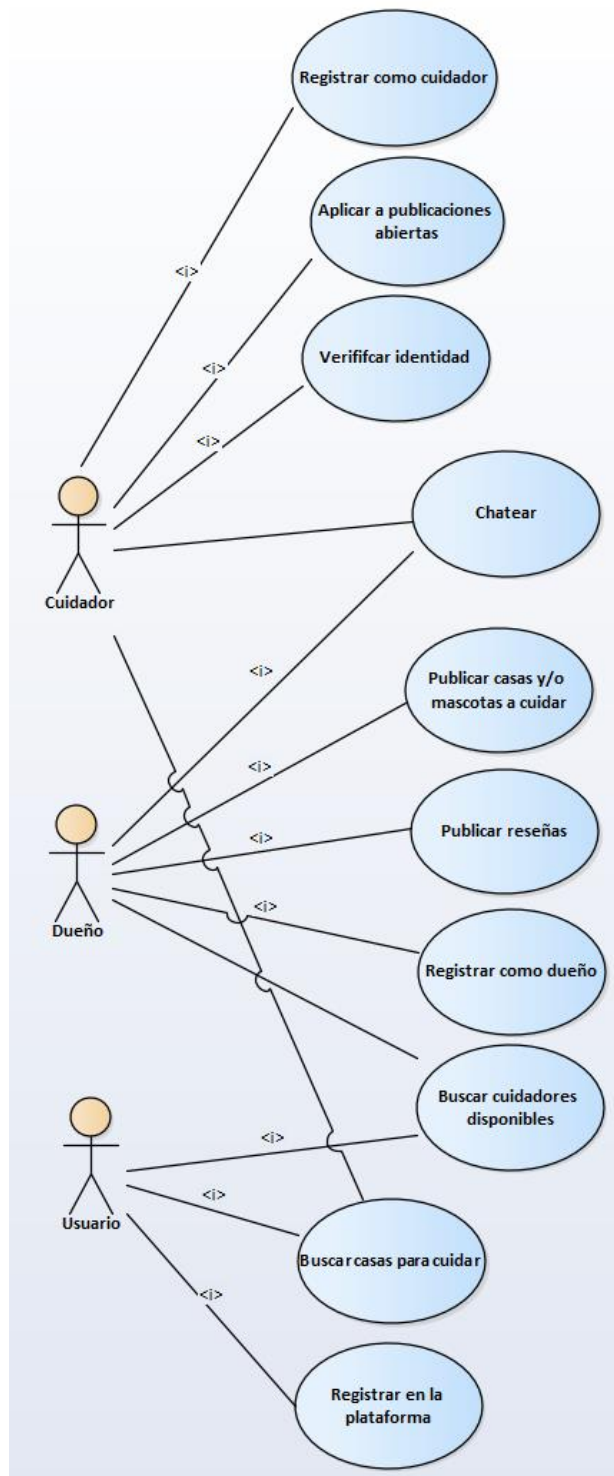 Registrar como cuidador
Aplicar a publicaciones
abiertas
<i>
<i>
Verififcar identidad
<i>
Chatear
Cuidador
<i>
Publicar casas y/o
mascotas a cuidar
<i>
Publicar reseñas
<i>
Dueño
<i>
Registrar como dueño
Buscar cuidadores
disponibles
<i>
<i>
Usuario
Buscar casas para cuidar
<i>
Registrar en la
plataforma